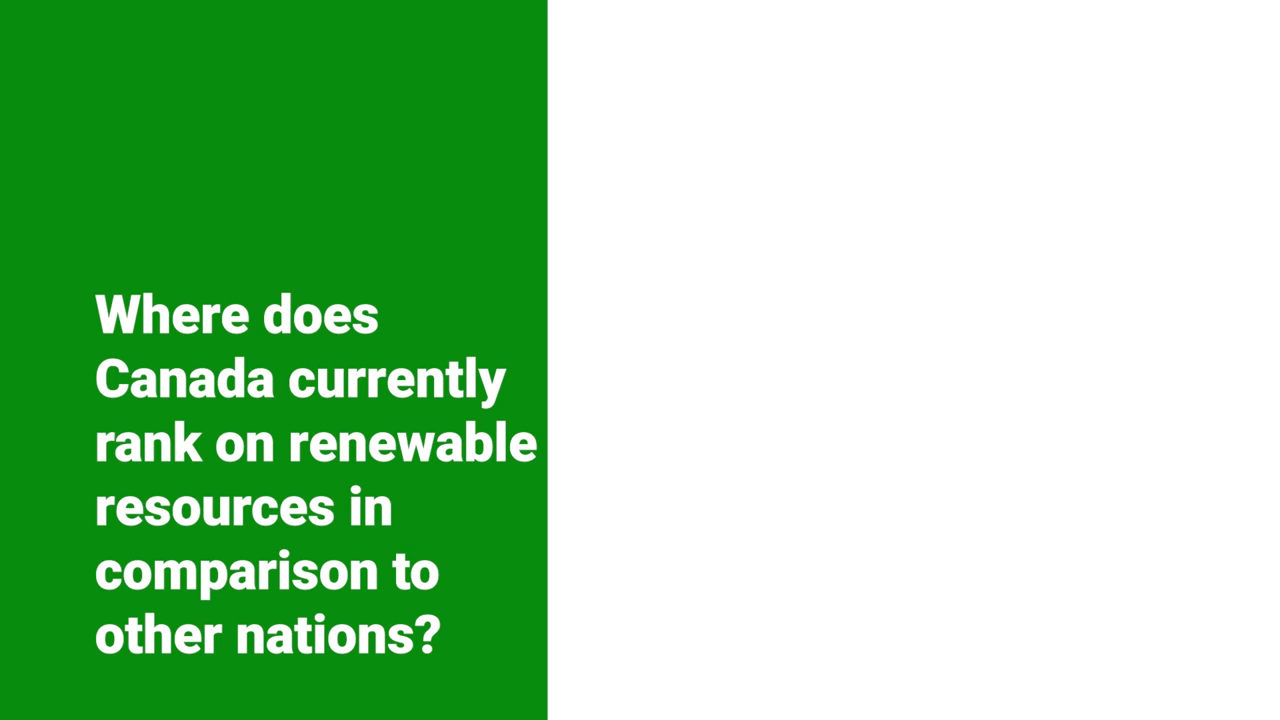 Where does
Canada currently
rank on renewable
resources in
comparison to
other nations?